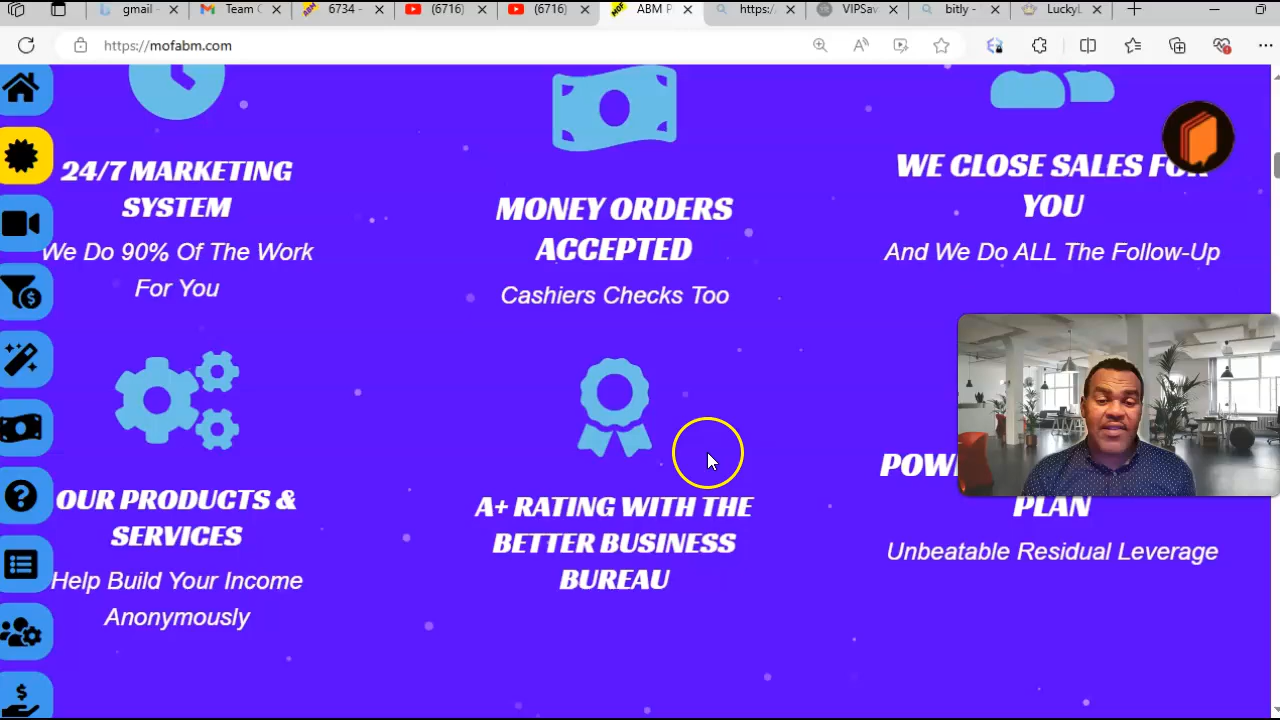 gmail -
Team C
6734 -
(6716)
(6716)
ABM P
https:/
VIPSav
bitly -
LuckyL
https://mofabm.com
24/7 MARKETING
SYSTEM
We Do 90% Of The Work
For You
MONEY ORDERS
ACCEPTED
Cashiers Checks Too
WE CLOSE SALES FOR
YOU
And We Do ALL The Follow-Up
OUR PRODUCTS &
SERVICES
Help Build Your Income
Anonymously
A+ RATING WITH THE
BETTER BUSINESS
BUREAU
POW
PLAN
Unbeatable Residual Leverage